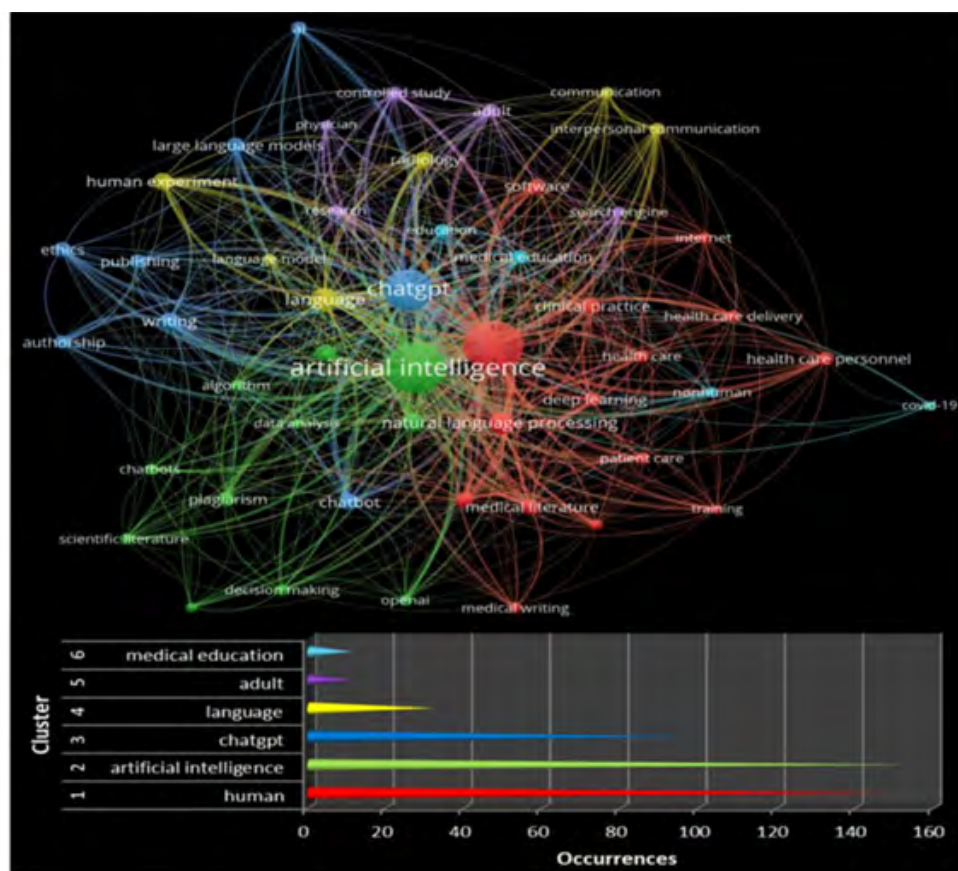 ai
controlled study
communication
adult
physician
interpersonal communication
large language models
radiology
human experiment
software
research
search engine
education
internet
ethics
publishing
language model
medical education
chatgpt
language
clinical practice
writing
health care delivery
authorship
health care
health care personnel
artificial intelligence
algorithm
deep learning
nonhuman
covid-19
data analysis
natural language processing
patient care
chatbots
plagiarism
chatbot
medical literature
training
scientific literature
decision making
openai
medical writing
Cluster
6 medical education
5 adult
4 language
3 chatgpt
2 artificial intelligence
1 human
0 20 40 60 80 100 120 140 160
Occurrences